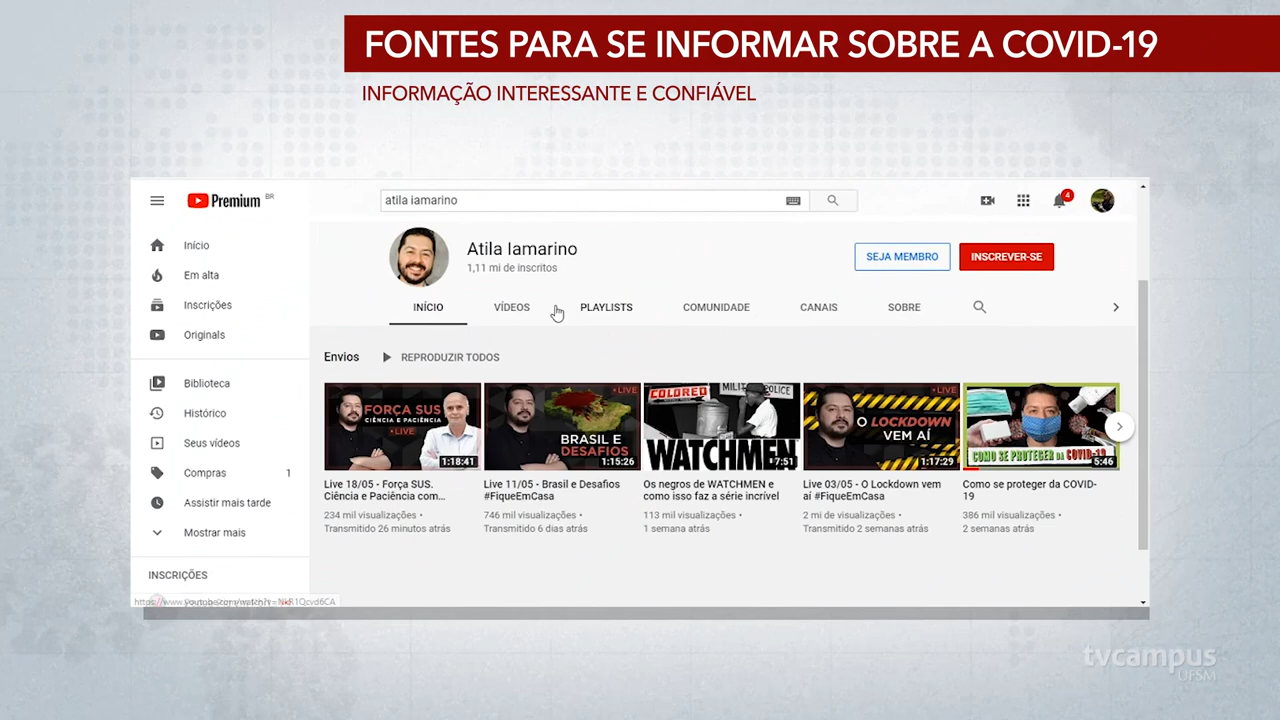 FONTES PARA SE INFORMAR SOBRE A COVID-19
INFORMAÇÃO INTERESSANTE E CONFIÁVEL
Premium BR
atila iamarino
4
Início
Em alta
Inscrições
Originals
Biblioteca
Histórico
Seus vídeos
Compras 1
Assistir mais tarde
Mostrar mais
INSCRIÇÕES
Atila Iamarino
1,11 mi de inscritos
SEJA MEMBRO
INSCREVER-SE
INÍCIO VÍDEOS PLAYLISTS COMUNIDADE CANAIS SOBRE
Envios REPRODUZIR TODOS
FORÇA SUS
CIÊNCIA E PACIÊNCIA
LIVE
1:18:41
Live 18/05 - Força SUS.
Ciência e Paciência com...
234 mil visualizações •
Transmitido 26 minutos atrás
LIVE
BRASIL E
DESAFIOS
1:15:26
Live 11/05 - Brasil e Desafios
#FiqueEmCasa
746 mil visualizações •
Transmitido 6 dias atrás
COLORED
POLICE
WATCHMEN
7:51
Os negros de WATCHMEN e
como isso faz a série incrível
113 mil visualizações •
1 semana atrás
LIVE
O LOCKDOWN
VEM AÍ
1:17:29
Live 03/05 - O Lockdown vem
aí #FiqueEmCasa
2 mi de visualizações •
Transmitido 2 semanas atrás
COMO SE PROTEGER DA COVID-19
5:46
Como se proteger da COVID-
19
386 mil visualizações •
2 semanas atrás
tvcampus
UFSM